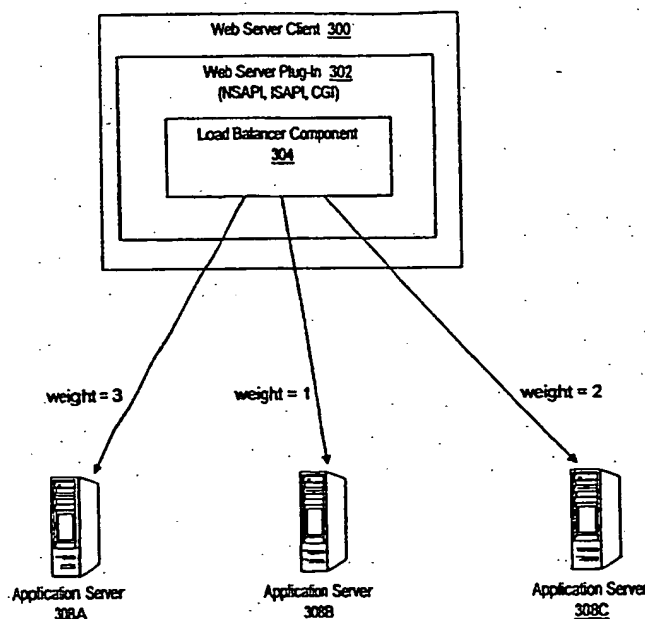 Web Server Client 300
Web Server Plug-In 302
(NSAPI, ISAPI, CGI)
Load Balancer Component
304
weight = 3
weight = 1
weight = 2
Application Server
308A
Application Server
308B
Application Server
308C